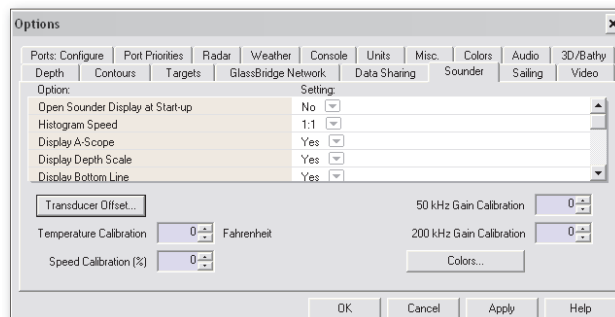 Options
Ports: Configure Port Priorities Radar Weather Console Units Misc. Colors Audio 3D/Bathy
Depth Contours Targets GlassBridge Network Data Sharing Sounder Sailing Video
Option: Setting:
Open Sounder Display at Start-up No
Histogram Speed 1:1
Display A-Scope Yes
Display Depth Scale Yes
Display Bottom Line Yes
Transducer Offset... 50 kHz Gain Calibration 0
Temperature Calibration 0 Fahrenheit 200 kHz Gain Calibration 0
Speed Calibration (%) 0 Colors...
OK Cancel Apply Help